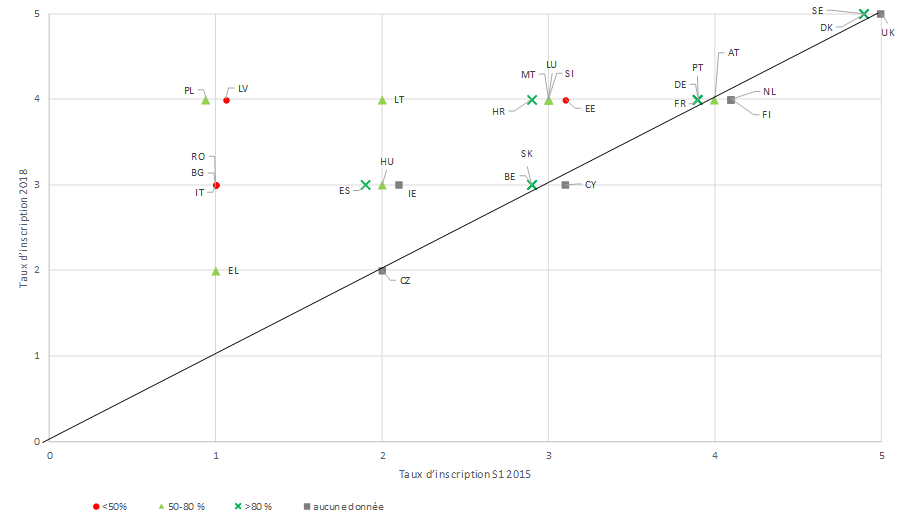 5
SE
DK
UK
LU
MT
SI
AT
PT
DE
FR
NL
FI
4
PL
LV
LT
HR
EE
RO
BG
IT
HU
ES
IE
SK
BE
CY
3
EL
CZ
2
1
0
Taux d'inscription 2018
0 1 2 3 4 5
Taux d'inscription S1 2015
<50% 50-80 % >80 % aucune donnée